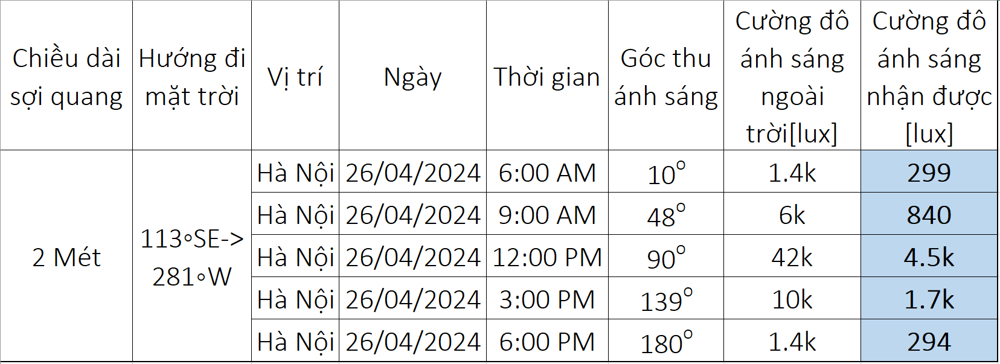 Chiều dài
sợi quang
Hướng đi
mặt trời
Vị trí
Ngày
Thời gian
Góc thu
ánh sáng
Cường đô
ánh sáng
ngoài
trời[lux]
Cường đô
ánh sáng
nhận được
[lux]
2 Mét
113∘SE->
281∘W
Hà Nội 26/04/2024 6:00 AM 10° 1.4k 299
Hà Nội 26/04/2024 9:00 AM 48° 6k 840
Hà Nội 26/04/2024 12:00 PM 90° 42k 4.5k
Hà Nội 26/04/2024 3:00 PM 139° 10k 1.7k
Hà Nội 26/04/2024 6:00 PM 180° 1.4k 294